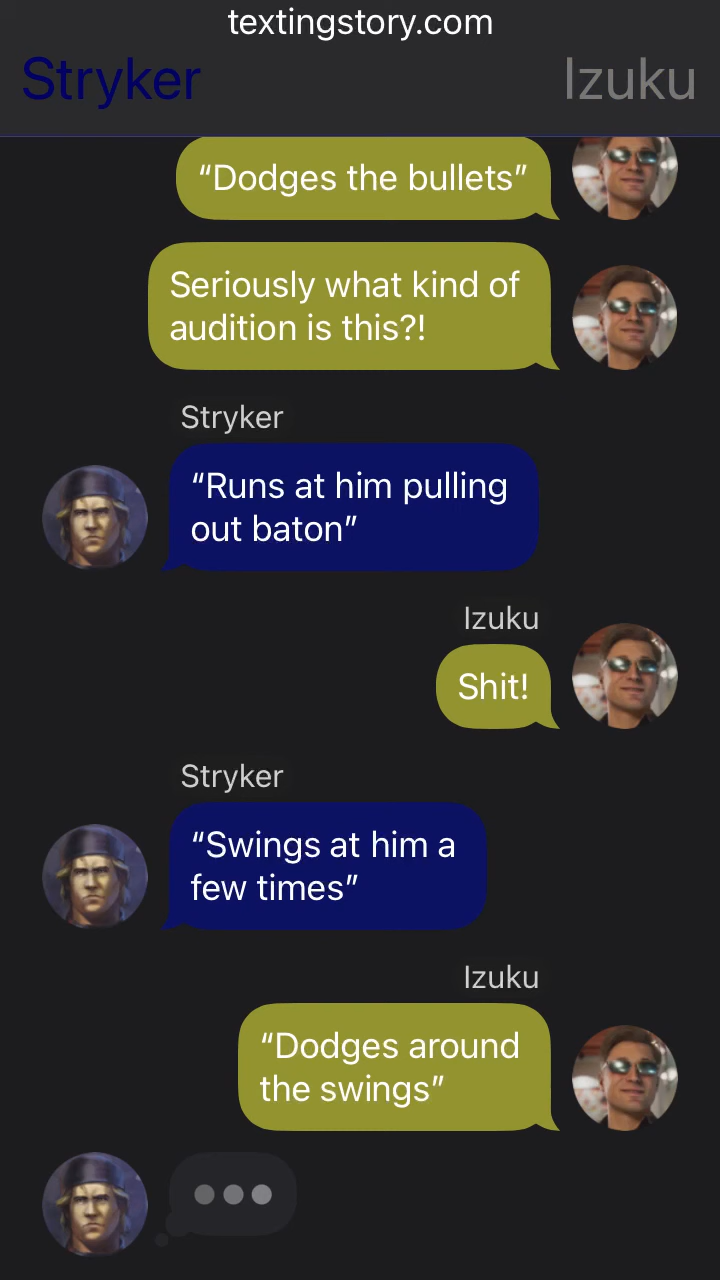 textingstory.com
Stryker
Izuku
“Dodges the bullets”
Seriously what kind of
audition is this?!
Stryker
“Runs at him pulling
out baton”
Izuku
Shit!
Stryker
“Swings at him a
few times”
Izuku
“Dodges around
the swings”